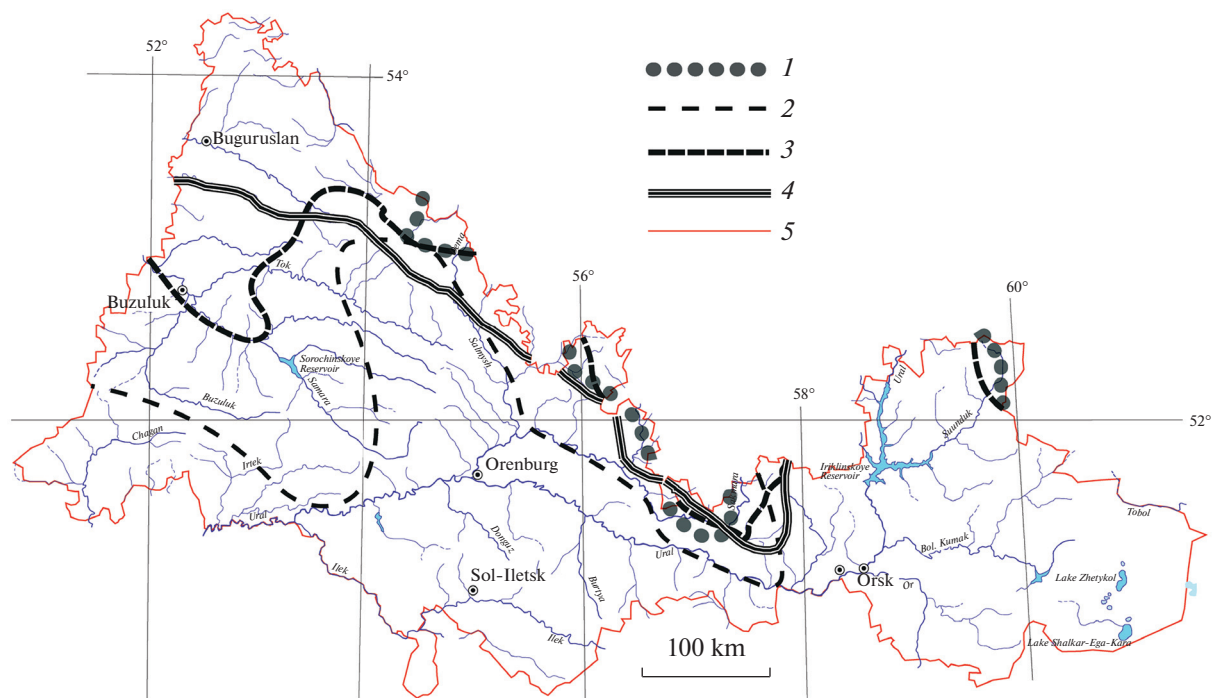 52°
54°
1
2
3
4
5
Buguruslan
Tok
Buzuluk
56°
60°
Salmysh
Sorochinskoye
Reservoir
Samara
Ural
58°
52°
Buzuluk
Suunduk
Chagan
Irtek
Orenburg
Iriklinskoye
Reservoir
Ural
Tobol
Donguz
Ural
Bol. Kumak
Ilek
Sol-Iletsk
Burtya
Orsk
Or
Lake Zhetykol
Ilek
100 km
Lake Shalkar-Ega-Kara